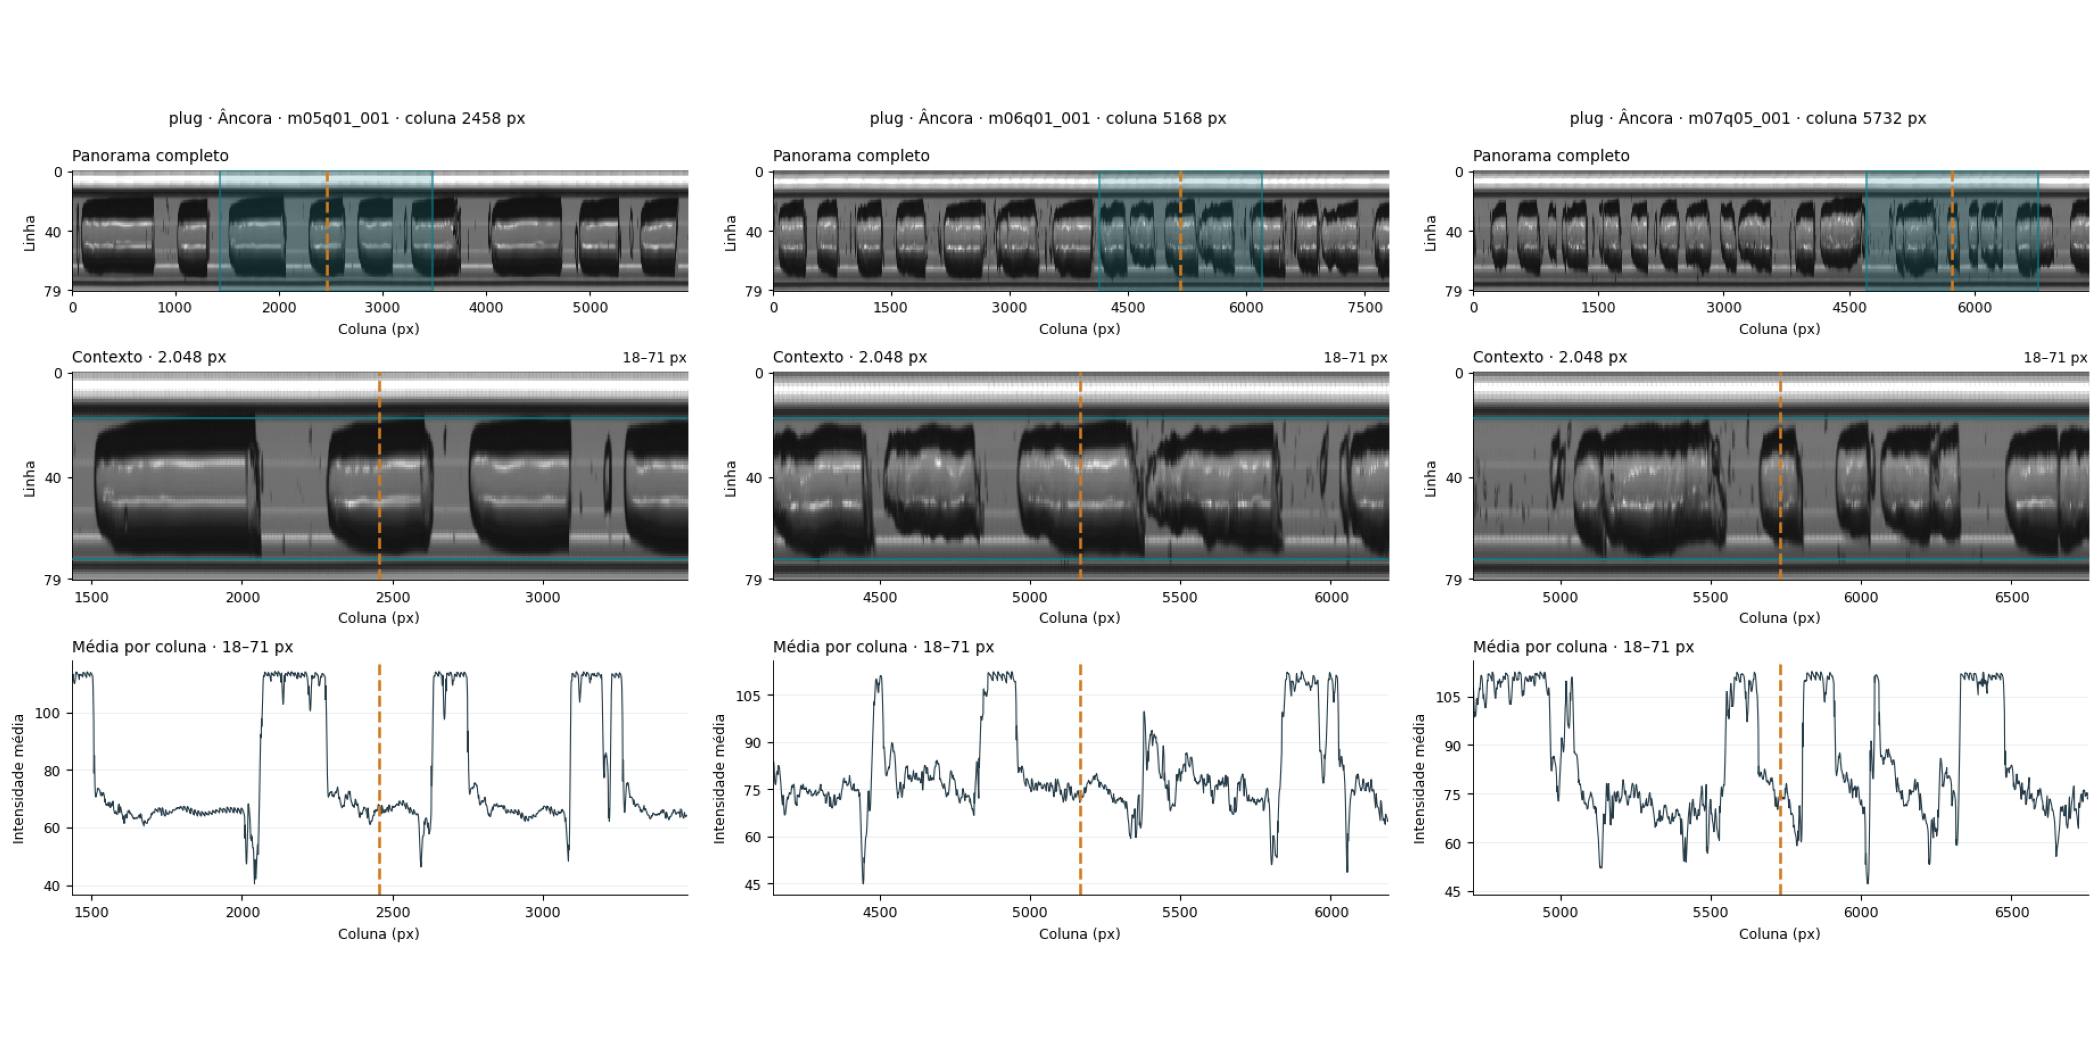 plug · Âncora · m05q01_001 · coluna 2458 px
Panorama completo
0
40
79
Linha
0 1000 2000 3000 4000 5000
Coluna (px)
Contexto · 2.048 px 18–71 px
0
40
79
Linha
1500 2000 2500 3000
Coluna (px)
Média por coluna · 18–71 px
100
80
60
40
Intensidade média
1500 2000 2500 3000
Coluna (px)
plug · Âncora · m06q01_001 · coluna 5168 px
Panorama completo
0
40
79
Linha
0 1500 3000 4500 6000 7500
Coluna (px)
Contexto · 2.048 px 18–71 px
0
40
79
Linha
4500 5000 5500 6000
Coluna (px)
Média por coluna · 18–71 px
105
90
75
60
45
Intensidade média
4500 5000 5500 6000
Coluna (px)
plug · Âncora · m07q05_001 · coluna 5732 px
Panorama completo
0
40
79
Linha
0 1500 3000 4500 6000
Coluna (px)
Contexto · 2.048 px 18–71 px
0
40
79
Linha
5000 5500 6000 6500
Coluna (px)
Média por coluna · 18–71 px
105
90
75
60
45
Intensidade média
5000 5500 6000 6500
Coluna (px)